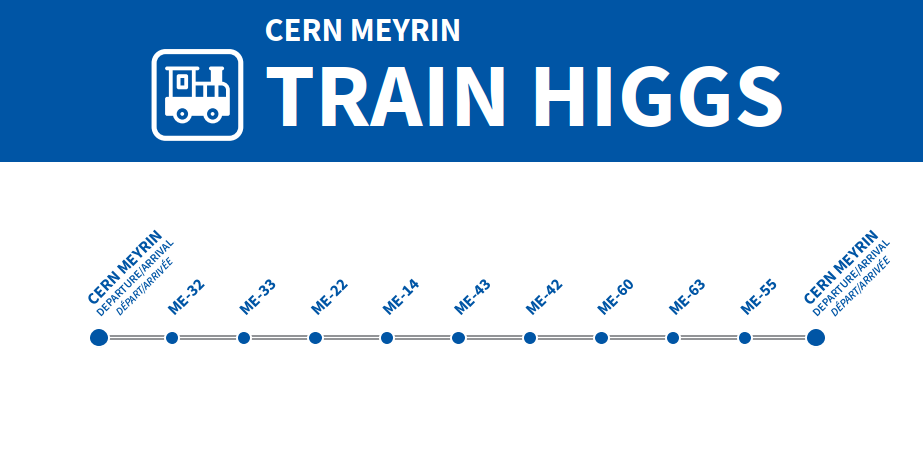 CERN MEYRIN
TRAIN HIGGS
CERN MEYRIN
DEPARTURE/ARRIVAL
DÉPART/ARRIVÉE
ME-32
ME-33
ME-22
ME-14
ME-43
ME-42
ME-60
ME-63
ME-55
CERN MEYRIN
DEPARTURE/ARRIVAL
DÉPART/ARRIVÉE